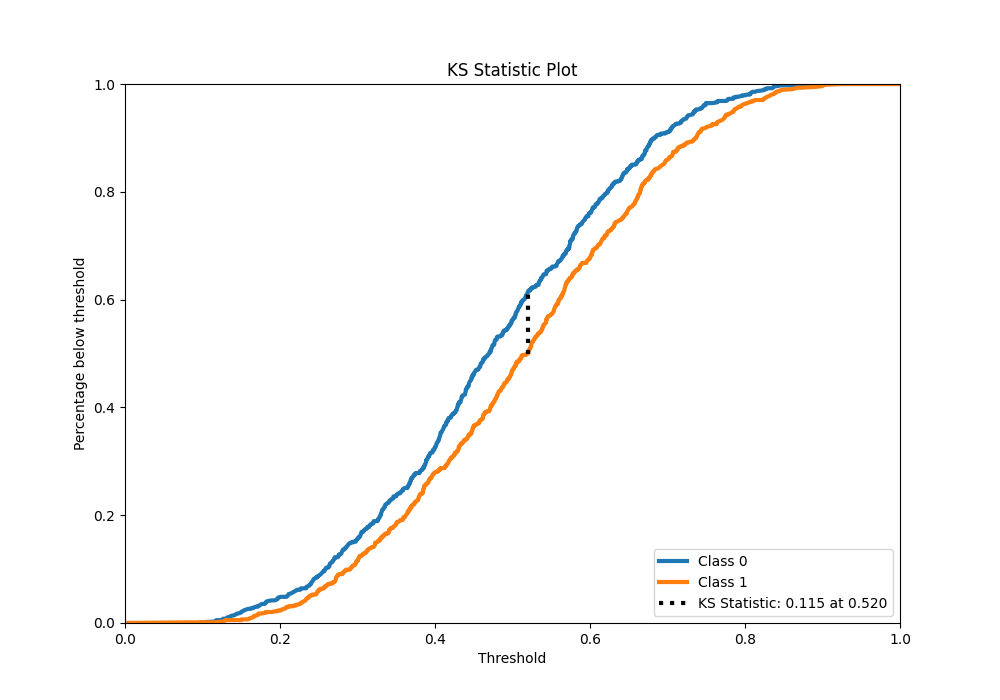 KS Statistic Plot
1.0
0.8
0.6
0.4
0.2
0.0
Percentage below threshold
0.0 0.2 0.4 0.6 0.8 1.0
Threshold
Class 0
Class 1
KS Statistic: 0.115 at 0.520